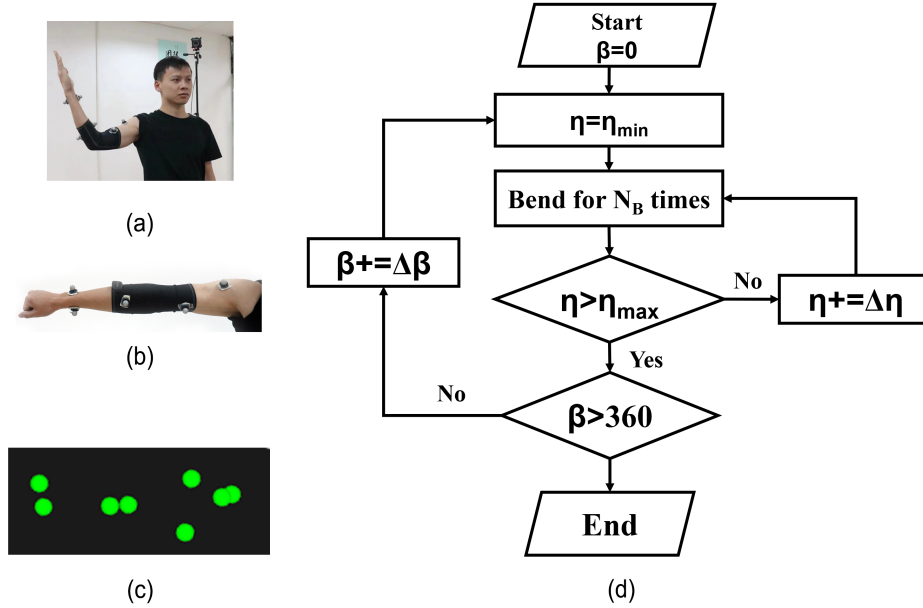 (a)
(b)
(c)
Start
β=0
η=ηmin
Bend for NB times
β+=Δβ
η>ηmax
No
η+=Δη
Yes
No
β>360
End
(d)